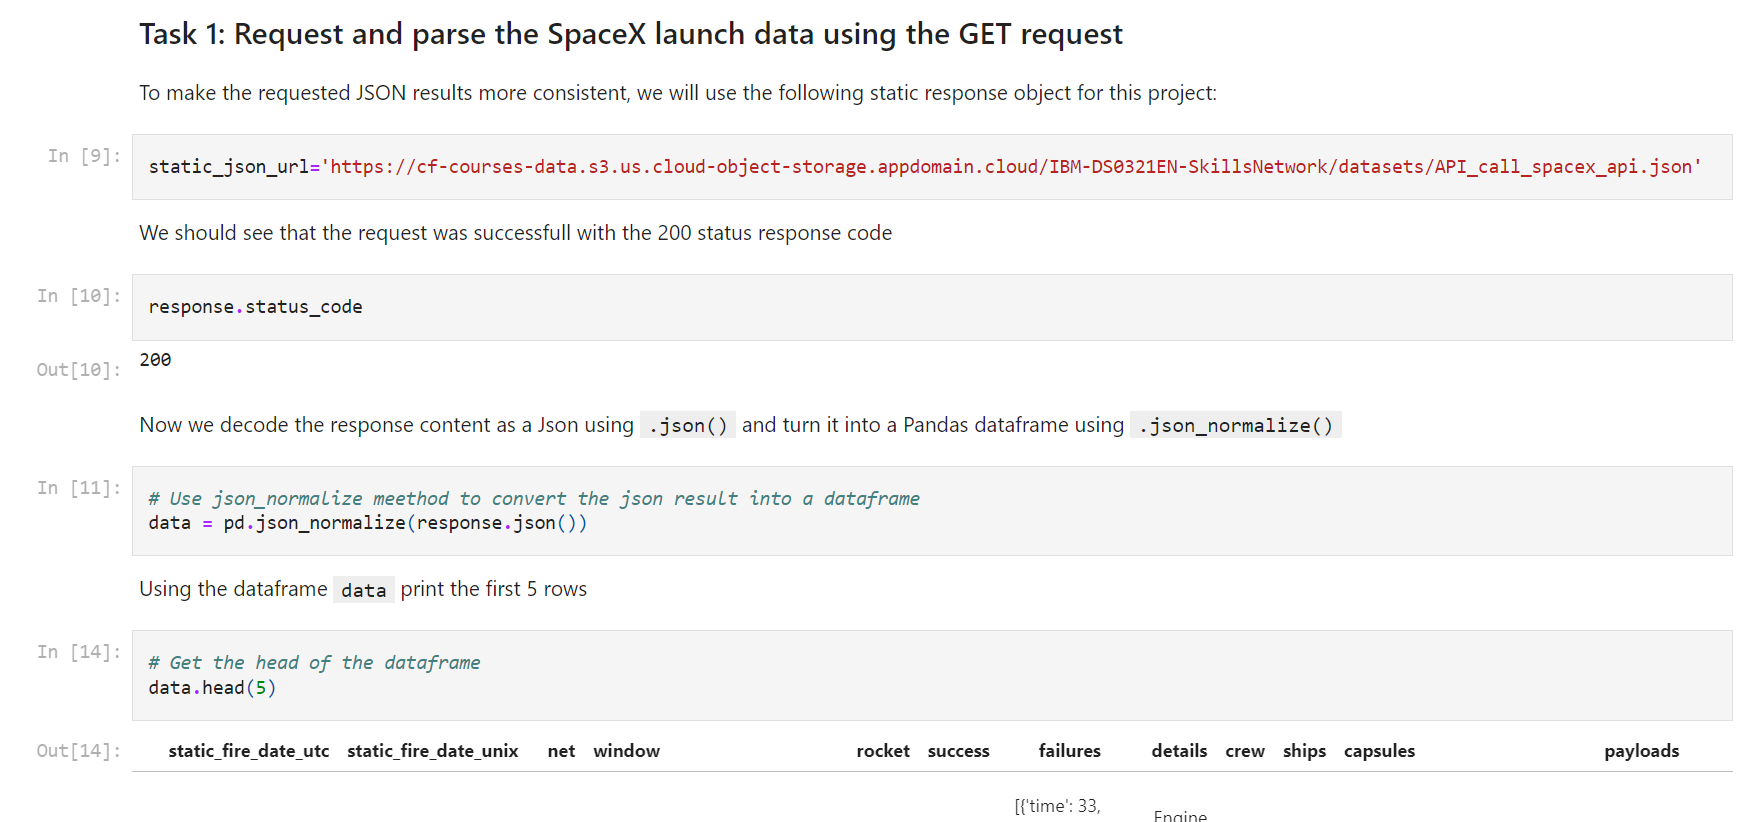 Task 1: Request and parse the SpaceX launch data using the GET request
To make the requested JSON results more consistent, we will use the following static response object for this project:
In [9]:
static_json_url='https://cf-courses-data.s3.us.cloud-object-storage.appdomain.cloud/IBM-DS0321EN-SkillsNetwork/datasets/API_call_spacex_api.json'
We should see that the request was successfull with the 200 status response code
In [10]:
response.status_code
Out[10]:
200
Now we decode the response content as a Json using .json() and turn it into a Pandas dataframe using .json_normalize()
In [11]:
# Use json_normalize meethod to convert the json result into a dataframe
data = pd.json_normalize(response.json())
Using the dataframe data print the first 5 rows
In [14]:
# Get the head of the dataframe
data.head(5)
Out[14]:
static_fire_date_utc static_fire_date_unix net window rocket success failures details crew ships capsules payloads
[{'time': 33,
Engine